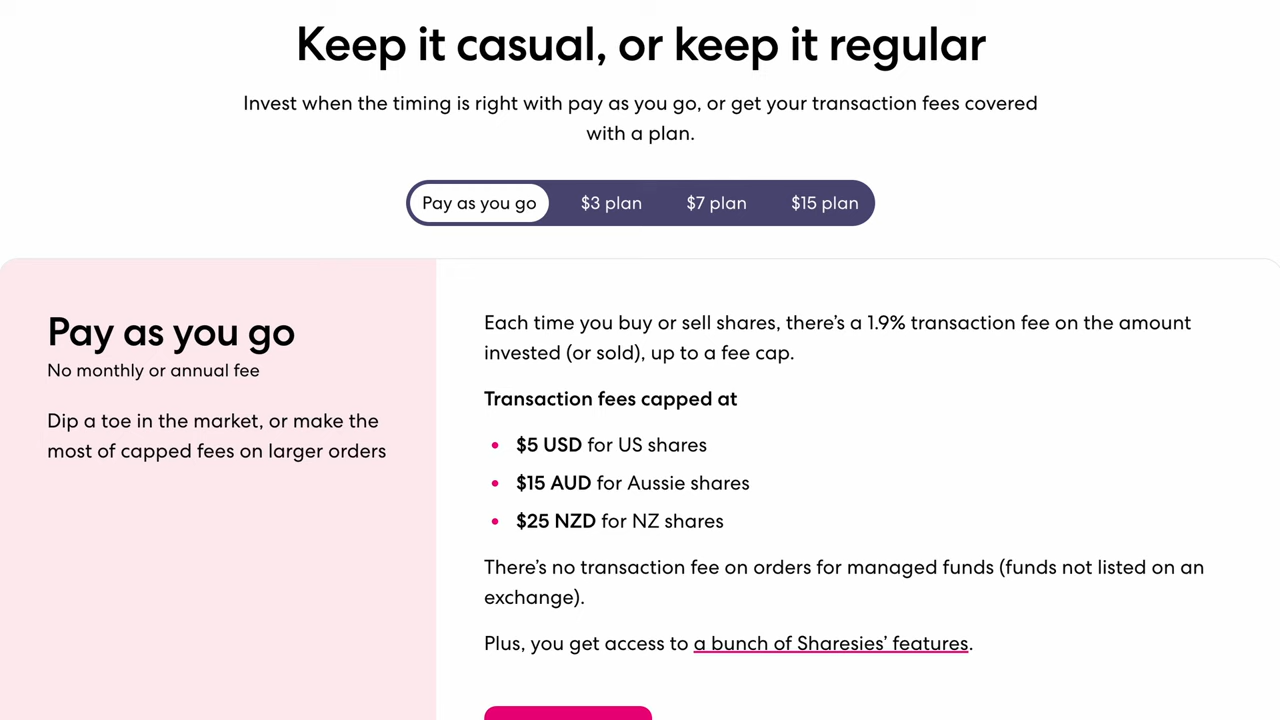 Keep it casual, or keep it regular
Invest when the timing is right with pay as you go, or get your transaction fees covered
with a plan.
Pay as you go
$3 plan
$7 plan
$15 plan
Pay as you go
No monthly or annual fee
Dip a toe in the market, or make the
most of capped fees on larger orders
Each time you buy or sell shares, there's a 1.9% transaction fee on the amount
invested (or sold), up to a fee cap.
Transaction fees capped at
• $5 USD for US shares
• $15 AUD for Aussie shares
• $25 NZD for NZ shares
There's no transaction fee on orders for managed funds (funds not listed on an
exchange).
Plus, you get access to a bunch of Sharesies' features.